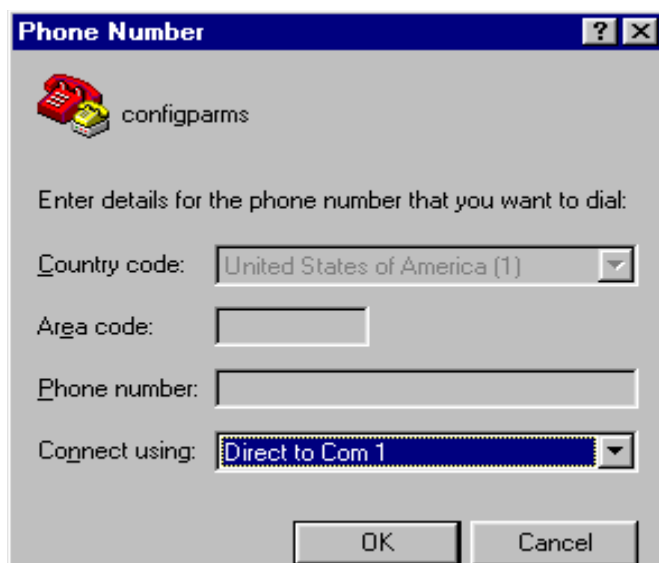 Phone Number
configparms
Enter details for the phone number that you want to dial:
Country code: United States of America (1)
Area code:
Phone number:
Connect using: Direct to Com 1
OK Cancel